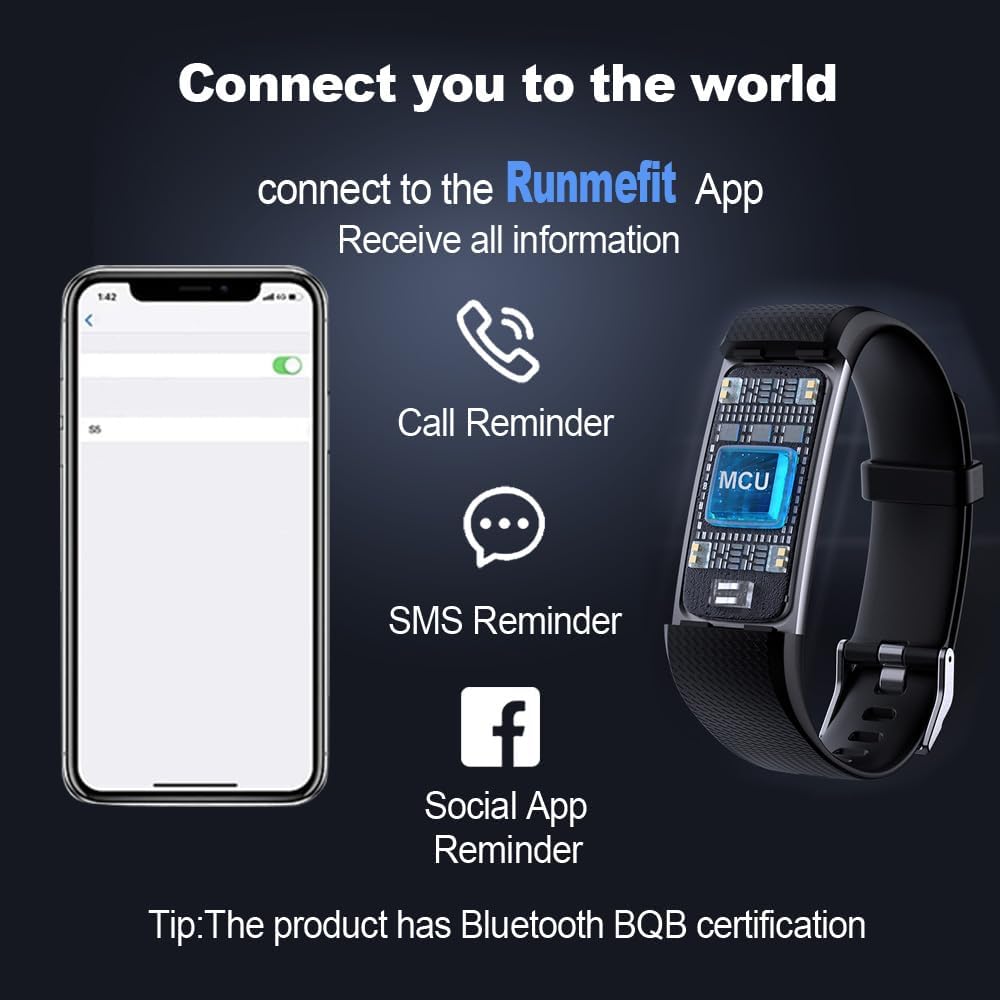 Connect you to the world
connect to the Runmefit App
Receive all information
1:42
4G
S5
Call Reminder
MCU
SMS Reminder
f
Social App
Reminder
Tip:The product has Bluetooth BQB certification